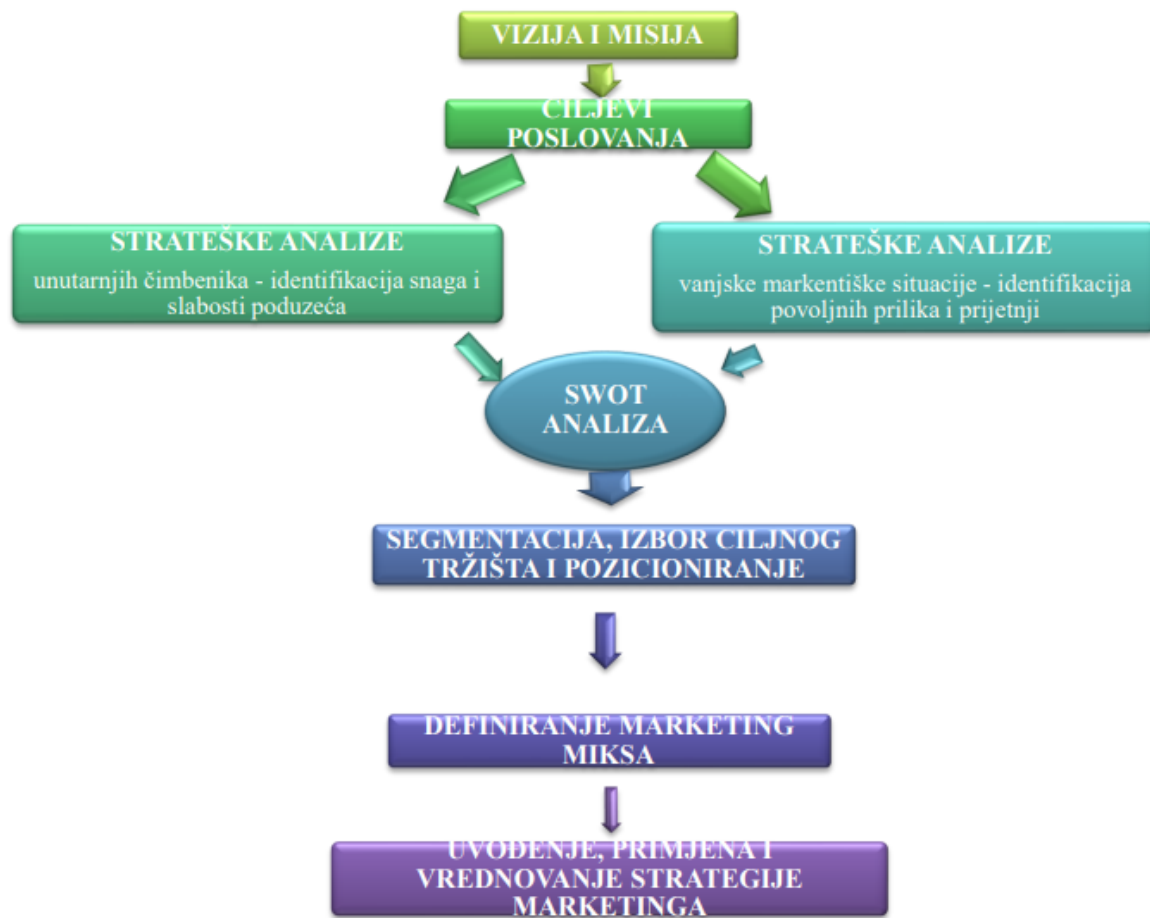 VIZIJA I MISIJA
CILJEVI
POSLOVANJA
STRATEŠKE ANALIZE
unutarnjih čimbenika - identifikacija snaga i
slabosti poduzeća
STRATEŠKE ANALIZE
vanjske markentiške situacije - identifikacija
povoljnih prilika i prijetnji
SWOT
ANALIZA
SEGMENTACIJA, IZBOR CILJNOG
TRŽIŠTA I POZICIONIRANJE
DEFINIRANJE MARKETING
MIKSA
UVOĐENJE, PRIMJENA I
VREDNOVANJE STRATEGIJE
MARKETINGA